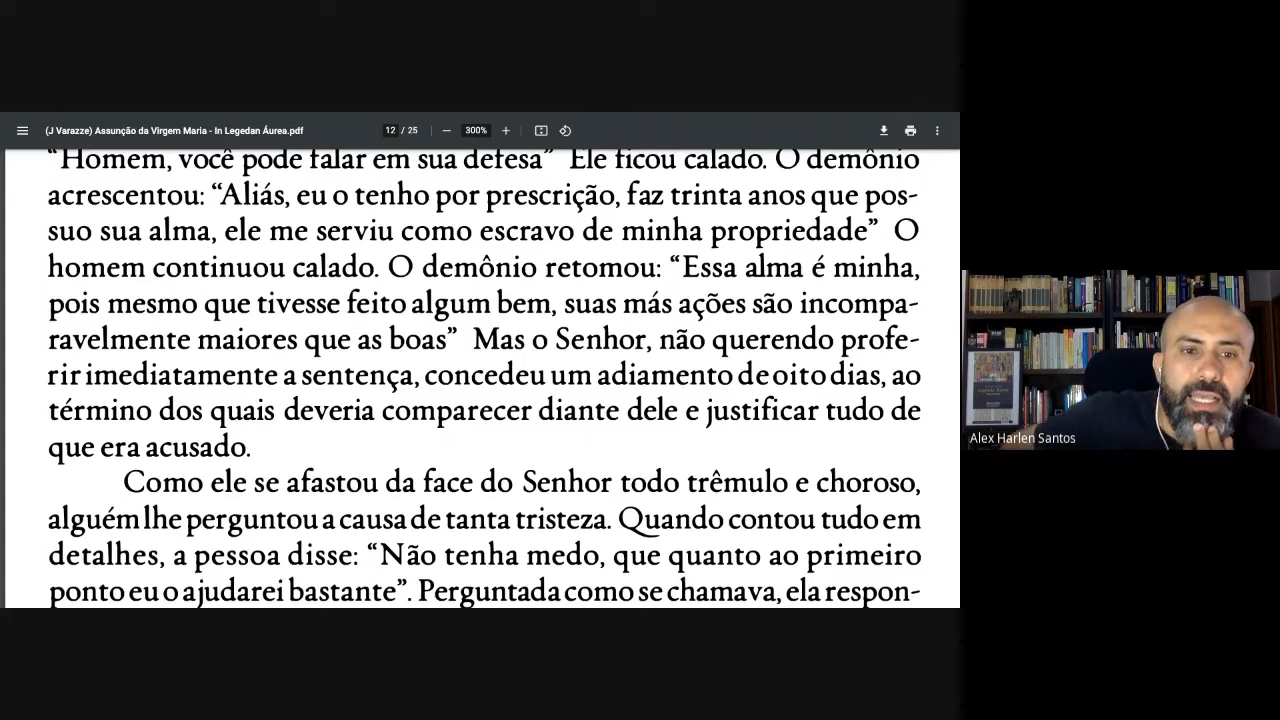 (J Varazze) Assunção da Virgem Maria - In Legedan Áurea.pdf
12 / 25
300%
“Homem, você pode falar em sua defesa” Ele ficou calado. O demônio
acrescentou: “Aliás, eu o tenho por prescrição, faz trinta anos que pos-
suo sua alma, ele me serviu como escravo de minha propriedade” O
homem continuou calado. O demônio retomou: “Essa alma é minha,
pois mesmo que tivesse feito algum bem, suas más ações são incompa-
ravelmente maiores que as boas” Mas o Senhor, não querendo profe-
rir imediatamente a sentença, concedeu um adiamento de oito dias, ao
término dos quais deveria comparecer diante dele e justificar tudo de
que era acusado.
Como ele se afastou da face do Senhor todo trêmulo e choroso,
alguém lhe perguntou a causa de tanta tristeza. Quando contou tudo em
detalhes, a pessoa disse: “Não tenha medo, que quanto ao primeiro
ponto eu o ajudarei bastante”. Perguntada como se chamava, ela respon-
Alex Harlen Santos